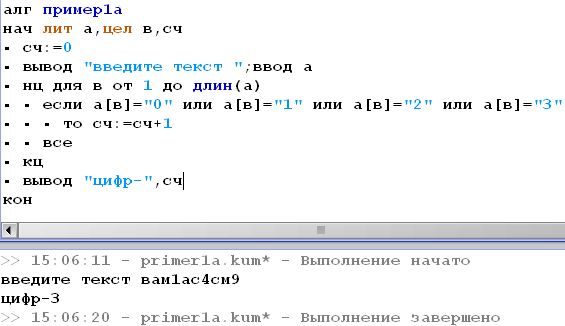 алг пример1а
нач лит а,цел в,сч
▪ сч:=0
▪ вывод "введите текст ";ввод а
▪ нц для в от 1 до длин(а)
▪ ▪ если а[в]="0" или а[в]="1" или а[в]="2" или а[в]="3"
▪ ▪ ▪ то сч:=сч+1
▪ ▪ все
▪ кц
▪ вывод "цифр-",сч
кон
>> 15:06:11 - primer1a.kum* - Выполнение начато
введите текст вам1ас4см9
цифр-3
>> 15:06:20 - primer1a.kum* - Выполнение завершено